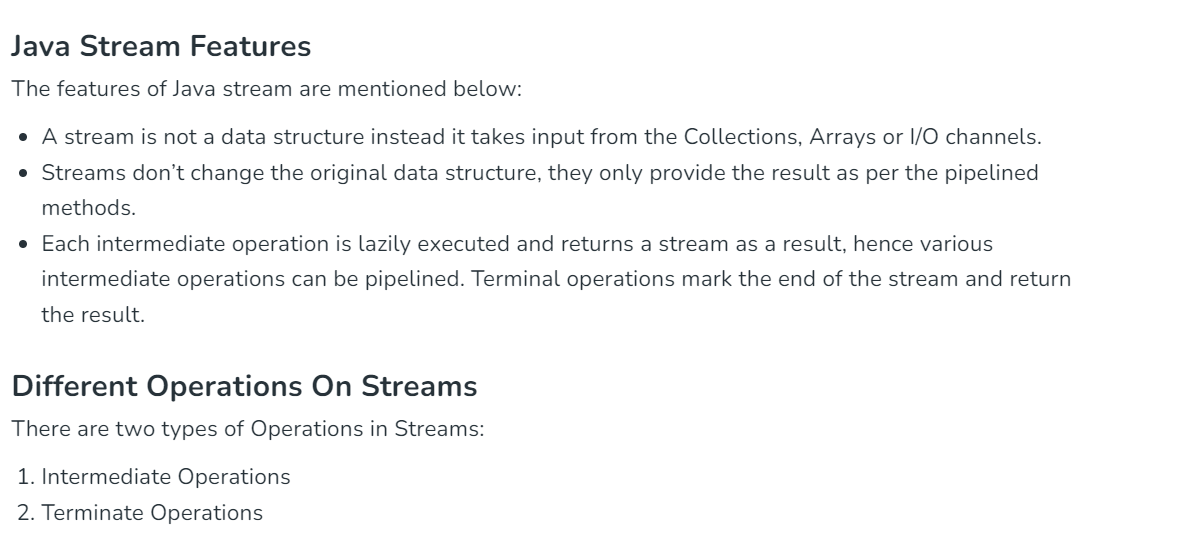 Java Stream Features
The features of Java stream are mentioned below:
• A stream is not a data structure instead it takes input from the Collections, Arrays or I/O channels.
• Streams don’t change the original data structure, they only provide the result as per the pipelined
methods.
• Each intermediate operation is lazily executed and returns a stream as a result, hence various
intermediate operations can be pipelined. Terminal operations mark the end of the stream and return
the result.
Different Operations On Streams
There are two types of Operations in Streams:
1. Intermediate Operations
2. Terminate Operations